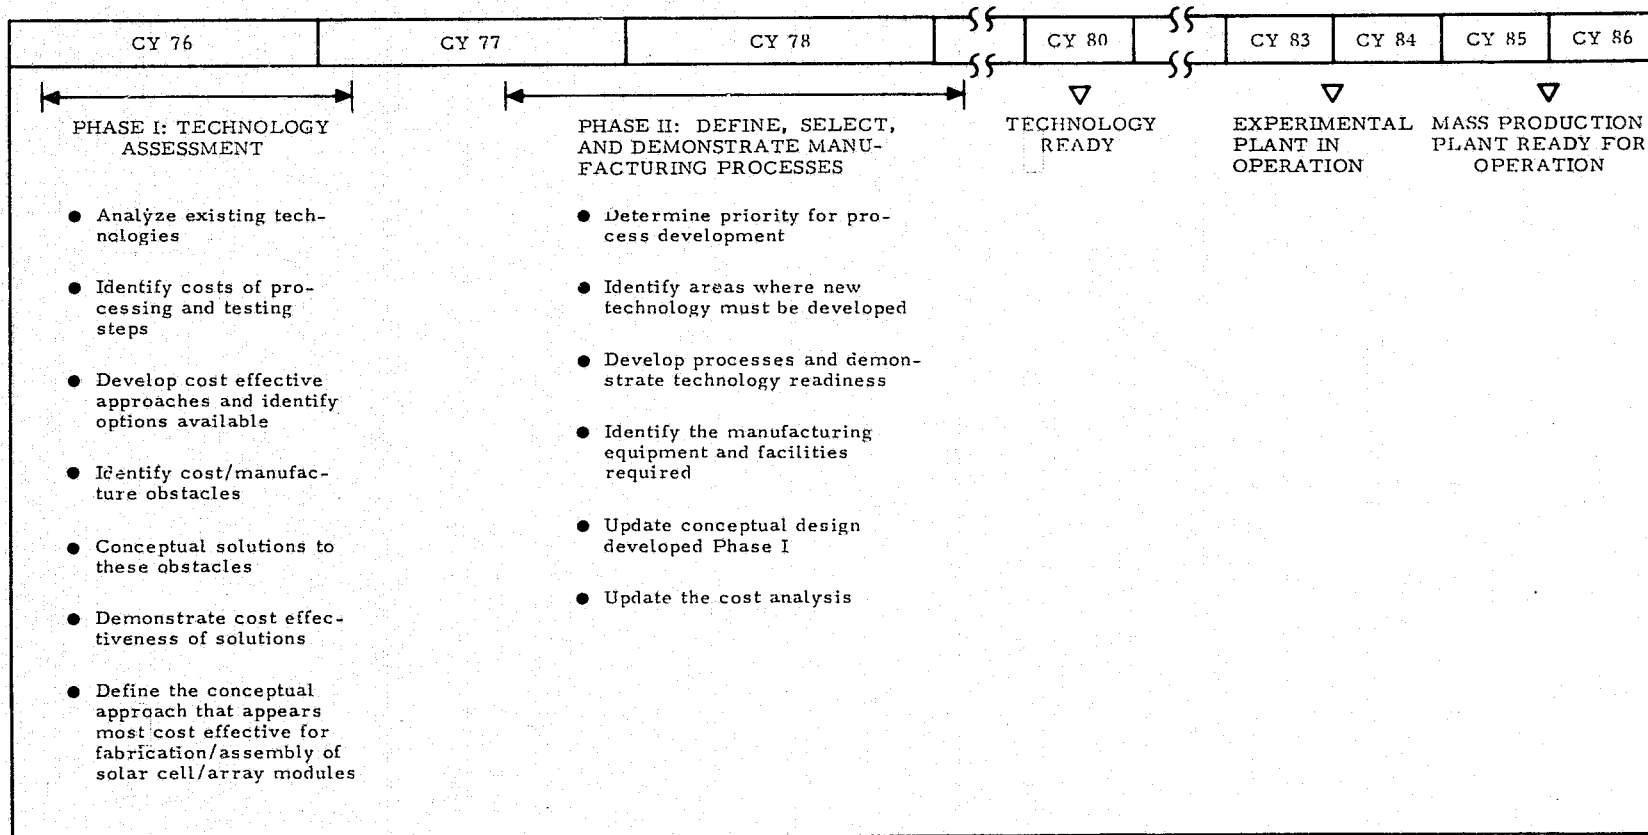 CY 76 CY 77 CY 78 CY 80 CY 83 CY 84 CY 85 CY 86
PHASE I: TECHNOLOGY
ASSESSMENT
● Analyze existing tech-
nologies
● Identify costs of pro-
cessing and testing
steps
● Develop cost effective
approaches and identify
options available
● Identify cost/manufac-
ture obstacles
● Conceptual solutions to
these obstacles
● Demonstrate cost effec-
tiveness of solutions
● Define the conceptual
approach that appears
most cost effective for
fabrication/assembly of
solar cell/array modules
PHASE II: DEFINE, SELECT,
AND DEMONSTRATE MANU-
FACTURING PROCESSES
● Determine priority for pro-
cess development
● Identify areas where new
technology must be developed
● Develop processes and demon-
strate technology readiness
● Identify the manufacturing
equipment and facilities
required
● Update conceptual design
developed Phase I
● Update the cost analysis
TECHNOLOGY
READY
EXPERIMENTAL
PLANT IN
OPERATION
MASS PRODUCTION
PLANT READY FOR
OPERATION